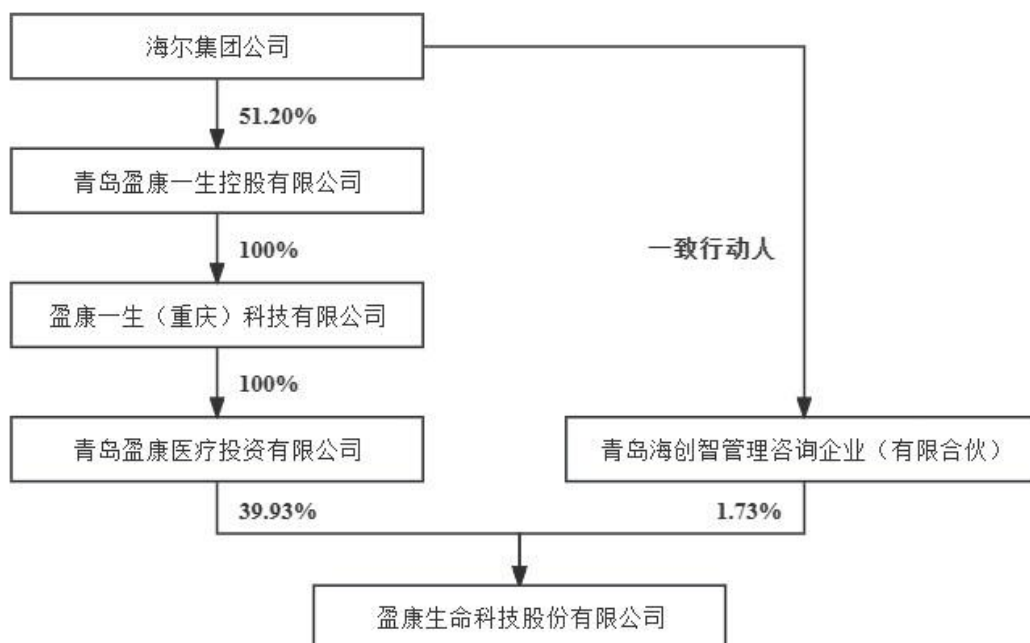 海尔集团公司
51.20%
青岛盈康一生控股有限公司
100%
一致行动人
盈康一生（重庆）科技有限公司
100%
青岛盈康医疗投资有限公司
青岛海创智管理咨询企业（有限合伙）
39.93%
1.73%
盈康生命科技股份有限公司